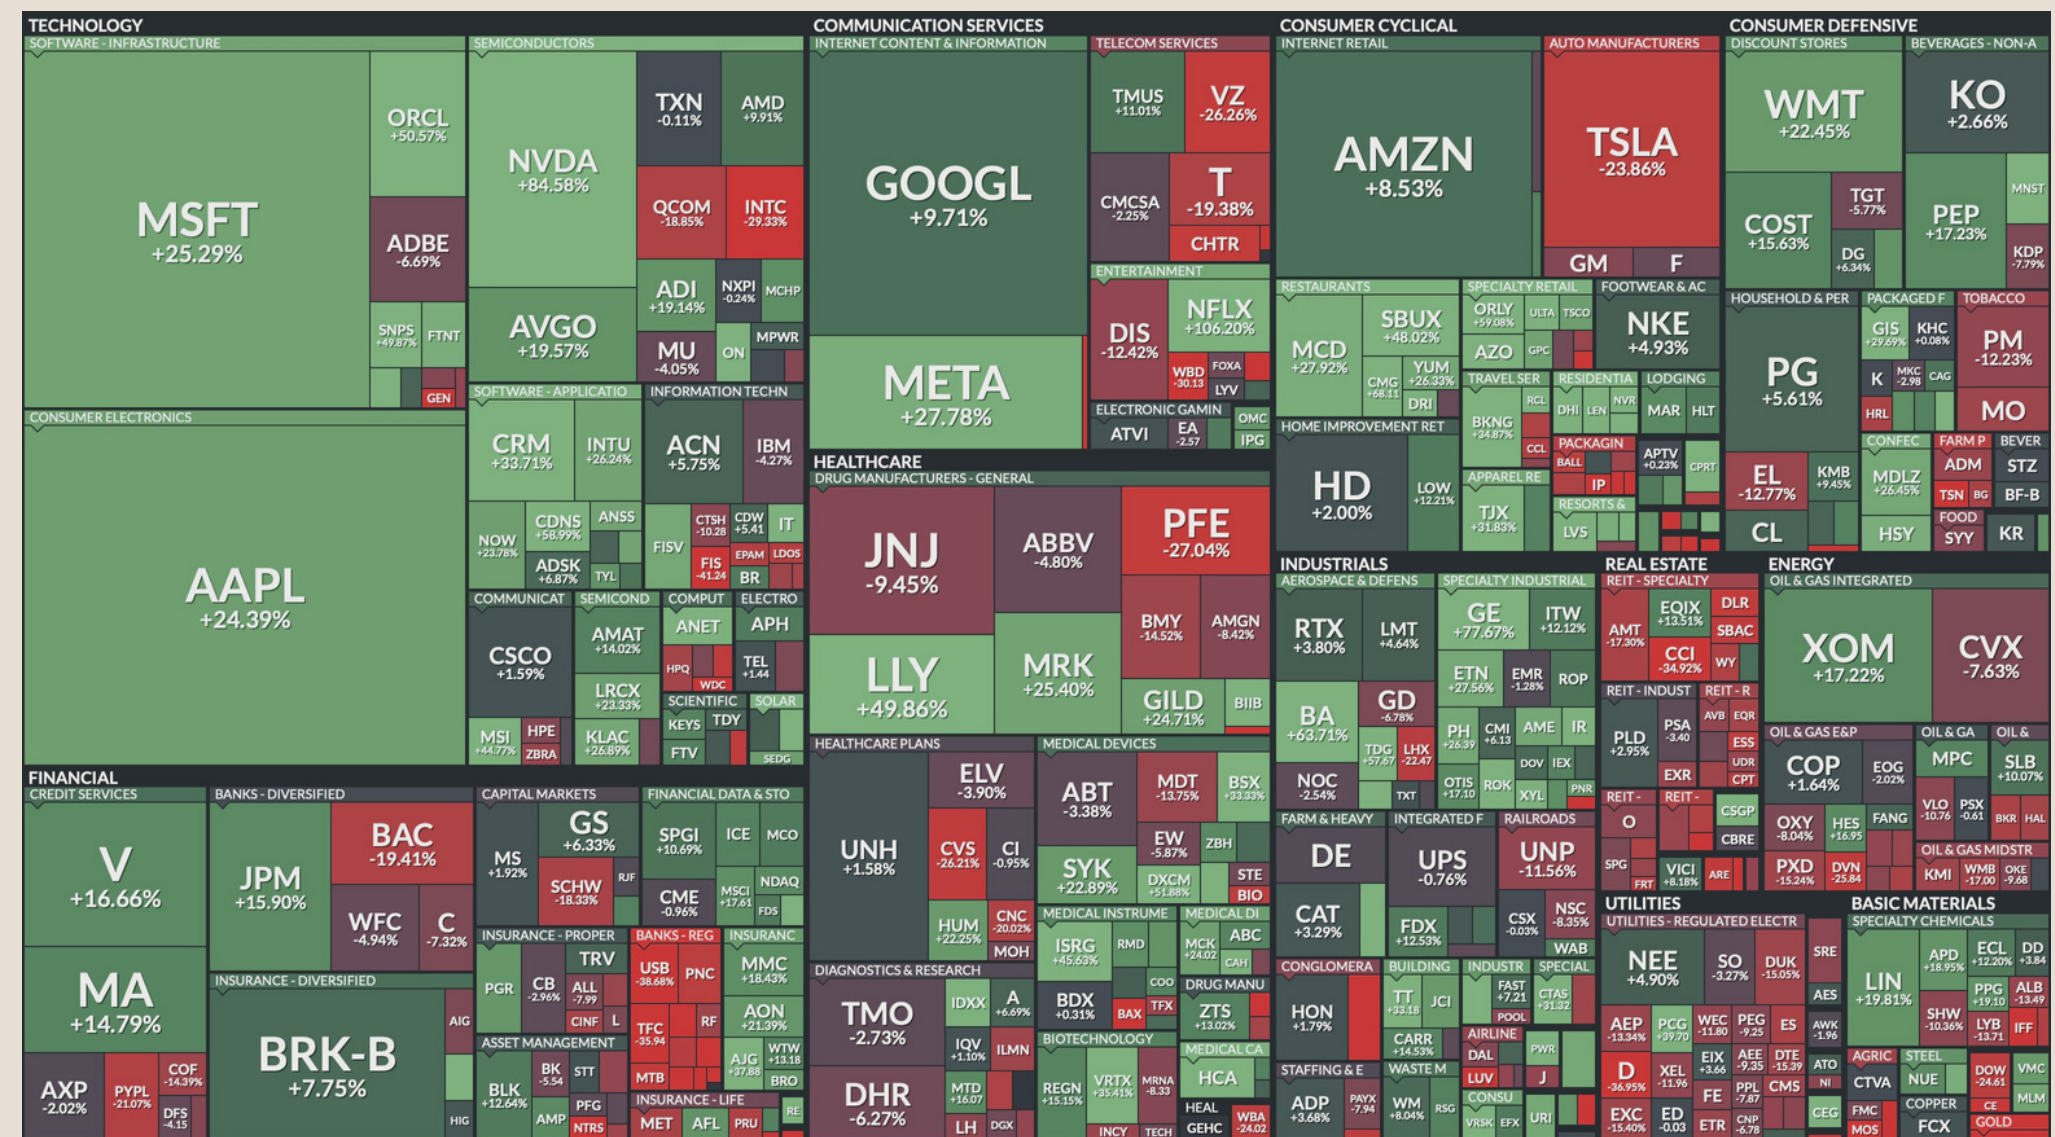 TECHNOLOGY
SOFTWARE - INFRASTRUCTURE
MSFT
+25.29%
ORCL
+50.57%
ADBE
-6.69%
SNPS
+49.87%
FTNT
GEN
SEMICONDUCTORS
NVDA
+84.58%
TXN
-0.11%
AMD
+9.91%
QCOM
-18.85%
INTC
-29.33%
AVGO
+19.57%
ADI
+19.14%
NXPI
-0.24%
MCHP
MU
-4.05%
ON
MPWR
CONSUMER ELECTRONICS
AAPL
+24.39%
SOFTWARE - APPLICATIO
CRM
+33.71%
INTU
+26.24%
NOW
+23.78%
CDNS
+58.99%
ANSS
ADSK
+6.87%
TYL
INFORMATION TECHN
ACN
+5.75%
IBM
-4.27%
FISV
CTSH
-10.28
CDW
+5.41
IT
FIS
-41.24
EPAM
LDOS
BR
COMMUNICAT
CSCO
+1.59%
MSI
+44.77%
HPE
ZBRA
SEMICOND
AMAT
+14.02%
LRCX
+23.33%
KLAC
+26.89%
COMPUT
ANET
HPQ
WDC
ELECTRO
APH
TEL
+1.44
SCIENTIFIC
KEYS
TDY
FTV
SOLAR
SEDG
COMMUNICATION SERVICES
INTERNET CONTENT & INFORMATION
GOOGL
+9.71%
META
+27.78%
TELECOM SERVICES
TMUS
+11.01%
VZ
-26.26%
CMCSA
-2.25%
T
-19.38%
CHTR
ENTERTAINMENT
DIS
-12.42%
NFLX
+106.20%
WBD
-30.13
FOXA
LYV
ELECTRONIC GAMIN
ATVI
EA
-2.57
OMC
IPG
CONSUMER CYCLICAL
INTERNET RETAIL
AMZN
+8.53%
AUTO MANUFACTURERS
TSLA
-23.86%
GM
F
RESTAURANTS
MCD
+27.92%
SBUX
+48.02%
CMG
+68.11
YUM
+26.33%
DRI
SPECIALTY RETAIL
ORLY
+59.08%
ULTA
TSCO
AZO
GPC
FOOTWEAR & AC
NKE
+4.93%
HOME IMPROVEMENT RET
HD
+2.00%
LOW
+12.21%
TRAVEL SER
BKNG
+34.87%
RCL
CCL
RESIDENTIA
DHI
LEN
NVR
LODGING
MAR
HLT
PACKAGIN
BALL
IP
APTV
+0.23%
CPRT
APPAREL RE
TJX
+31.83%
RESORTS &
LVS
CONSUMER DEFENSIVE
DISCOUNT STORES
WMT
+22.45%
COST
+15.63%
TGT
-5.77%
DG
+6.34%
BEVERAGES - NON-A
KO
+2.66%
PEP
+17.23%
MNST
KDP
-7.79%
HOUSEHOLD & PER
PG
+5.61%
EL
-12.77%
KMB
+9.45%
CL
PACKAGED F
GIS
+29.69%
KHC
+0.08%
K
MKC
-2.98
CAG
HRL
TOBACCO
PM
-12.23%
MO
CONFEC
MDLZ
+26.45%
HSY
FARM P
ADM
TSN
BG
BEVER
STZ
BF-B
FOOD
SYY
KR
HEALTHCARE
DRUG MANUFACTURERS - GENERAL
JNJ
-9.45%
ABBV
-4.80%
PFE
-27.04%
LLY
+49.86%
MRK
+25.40%
BMY
-14.52%
AMGN
-8.42%
GILD
+24.71%
BIIB
HEALTHCARE PLANS
UNH
+1.58%
ELV
-3.90%
CVS
-26.21%
CI
-0.95%
HUM
+22.25%
CNC
-20.02%
MOH
MEDICAL DEVICES
ABT
-3.38%
MDT
-13.75%
BSX
+33.33%
SYK
+22.89%
EW
-5.87%
ZBH
DXCM
+51.88%
STE
BIO
MEDICAL INSTRUME
ISRG
+45.63%
RMD
COO
BDX
+0.31%
BAX
TFX
MEDICAL DI
MCK
+24.02
ABC
CAH
DRUG MANU
ZTS
+13.02%
DIAGNOSTICS & RESEARCH
TMO
-2.73%
IDXX
A
+6.69%
IQV
+1.10%
ILMN
DHR
-6.27%
MTD
+16.07
LH
DGX
BIOTECHNOLOGY
REGN
+15.15%
VRTX
+35.41%
MRNA
-8.33
INCY
TECH
MEDICAL CA
HCA
HEAL
GEHC
WBA
-24.02
INDUSTRIALS
AEROSPACE & DEFENS
RTX
+3.80%
LMT
+4.64%
BA
+63.71%
GD
-6.78%
TDG
+57.67
LHX
-22.47
NOC
-2.54%
TXT
SPECIALTY INDUSTRIAL
GE
+77.67%
ITW
+12.12%
ETN
+27.56%
EMR
-1.28%
ROP
PH
+26.39
CMI
+6.13
AME
IR
DOV
IEX
OTIS
+17.10
ROK
XYL
PNR
FARM & HEAVY
DE
CAT
+3.29%
INTEGRATED F
UPS
-0.76%
FDX
+12.53%
RAILROADS
UNP
-11.56%
CSX
-0.03%
NSC
-8.35%
WAB
CONGLOMERA
HON
+1.79%
BUILDING
TT
+33.18
JCI
CARR
+14.53%
INDUSTR
FAST
+7.21
POOL
SPECIAL
CTAS
+31.32
AIRLINE
DAL
LUV
PWR
J
STAFFING & E
ADP
+3.68%
PAYX
-7.94
WASTE M
WM
+8.04%
RSG
CONSU
VRSK
EFX
URI
REAL ESTATE
REIT - SPECIALTY
AMT
-17.30%
EQIX
+13.51%
DLR
SBAC
CCI
-34.92%
WY
REIT - INDUST
PLD
+2.95%
PSA
-3.40
EXR
REIT - R
AVB
EQR
ESS
UDR
CPT
REIT -
O
REIT -
CSGP
CBRE
SPG
FRT
VICI
+8.18%
ARE
ENERGY
OIL & GAS INTEGRATED
XOM
+17.22%
CVX
-7.63%
OIL & GAS E&P
COP
+1.64%
EOG
-2.02%
OXY
-8.04%
HES
+16.95
FANG
PXD
-15.24%
DVN
-25.84
OIL & GA
MPC
VLO
-10.76
PSX
-0.61
OIL &
SLB
+10.07%
BKR
HAL
OIL & GAS MIDSTR
KMI
WMB
-17.00
OKE
-9.68
UTILITIES
UTILITIES - REGULATED ELECTR
NEE
+4.90%
SO
-3.27%
DUK
-15.05%
SRE
AES
AEP
-13.34%
PCG
+39.70
WEC
-11.80
PEG
-9.25
ES
AWK
-1.96
D
-36.95%
XEL
-11.96
EIX
+3.66
AEE
-9.35
DTE
-15.39
ATO
FE
PPL
-7.87
CMS
NI
EXC
-15.40%
ED
-0.03
ETR
CNP
-6.78
CEG
BASIC MATERIALS
SPECIALTY CHEMICALS
LIN
+19.81%
APD
+18.95%
ECL
+12.20%
DD
+3.84
PPG
+19.10
ALB
-13.49
SHW
-10.36%
LYB
-13.71
IFF
AGRIC
CTVA
FMC
MOS
STEEL
NUE
COPPER
FCX
DOW
-24.61
CE
VMC
MLM
GOLD
FINANCIAL
CREDIT SERVICES
V
+16.66%
MA
+14.79%
AXP
-2.02%
PYPL
-21.07%
COF
-14.39%
DFS
-4.15
BANKS - DIVERSIFIED
JPM
+15.90%
BAC
-19.41%
WFC
-4.94%
C
-7.32%
INSURANCE - DIVERSIFIED
BRK-B
+7.75%
AIG
HIG
CAPITAL MARKETS
MS
+1.92%
GS
+6.33%
SCHW
-18.33%
RJF
FINANCIAL DATA & STO
SPGI
+10.69%
ICE
MCO
CME
-0.96%
MSCI
+17.61
NDAQ
FDS
INSURANCE - PROPER
PGR
CB
-2.96%
TRV
ALL
-7.99
CINF
L
BANKS - REG
USB
-38.68%
PNC
TFC
-35.94
RF
MTB
INSURANC
MMC
+18.43%
AON
+21.39%
AJG
+37.88
WTW
+13.18
BRO
ASSET MANAGEMENT
BLK
+12.64%
BK
-5.54
STT
AMP
PFG
NTRS
INSURANCE - LIFE
MET
AFL
PRU
RE